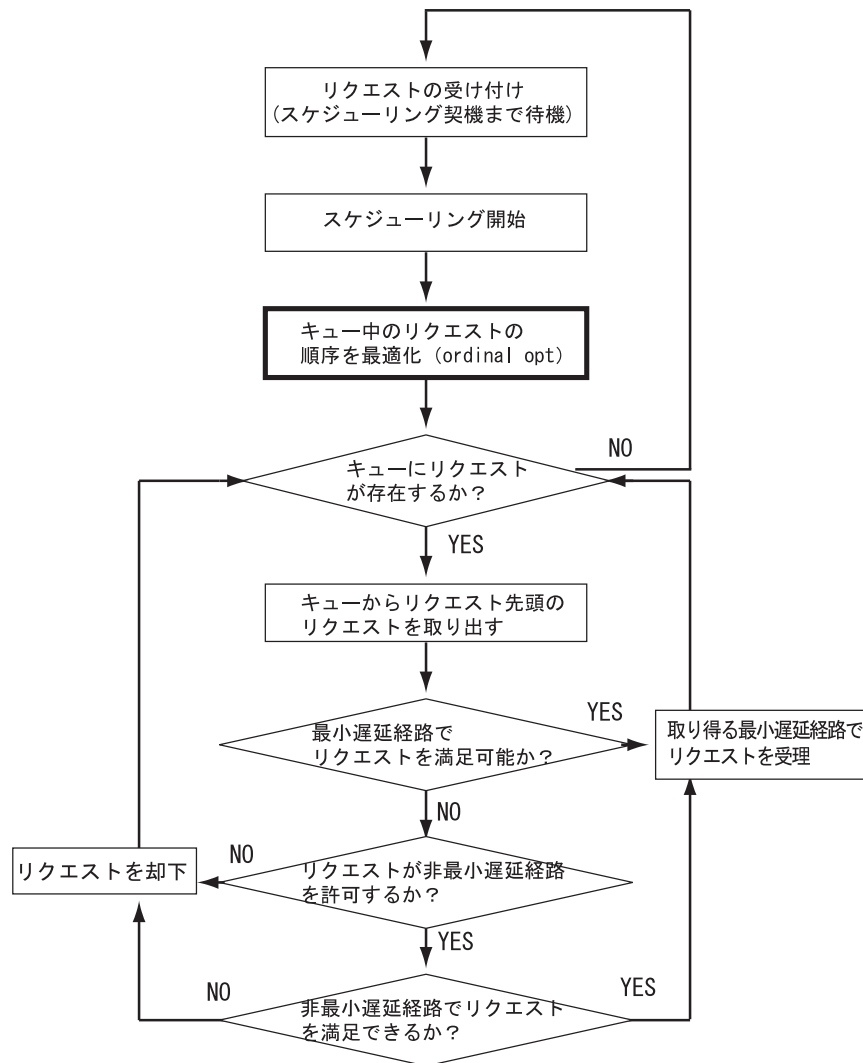 リクエストの受け付け
(スケジューリング契機まで待機)
スケジューリング開始
キュー中のリクエストの
順序を最適化 (ordinal opt)
NO
キューにリクエスト
が存在するか？
YES
キューからリクエスト先頭の
リクエストを取り出す
YES
最小遅延経路で
リクエストを満足可能か？
取り得る最小遅延経路で
リクエストを受理
NO
NO
リクエストを却下
リクエストが非最小遅延経路
を許可するか？
YES
NO
YES
非最小遅延経路でリクエスト
を満足できるか？